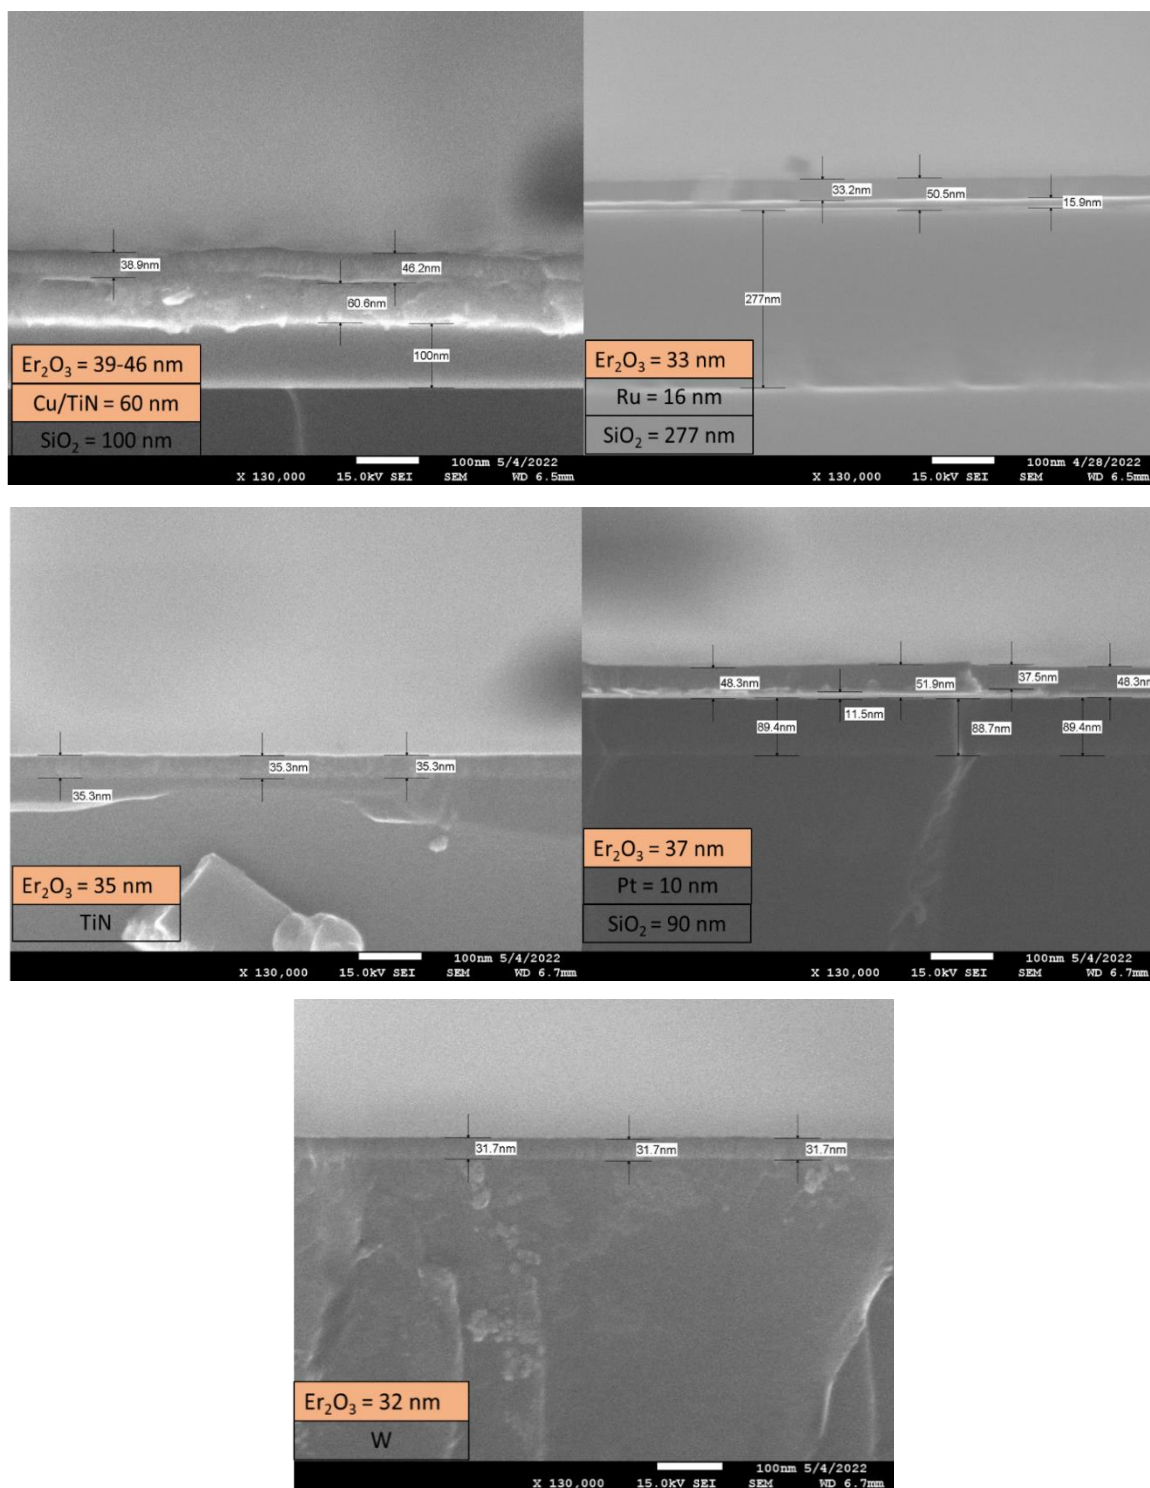 38.9nm
46.2nm
60.6nm
100nm
Er₂O₃ = 39-46 nm
Cu/TiN = 60 nm
SiO₂ = 100 nm
100nm 5/4/2022
X 130,000 15.0kV SEI SEM WD 6.5mm
33.2nm
50.5nm
15.9nm
277nm
Er₂O₃ = 33 nm
Ru = 16 nm
SiO₂ = 277 nm
100nm 4/28/2022
X 130,000 15.0kV SEI SEM WD 6.5mm
35.3nm
35.3nm
35.3nm
Er₂O₃ = 35 nm
TiN
100nm 5/4/2022
X 130,000 15.0kV SEI SEM WD 6.7mm
48.3nm
51.9nm
37.5nm
48.3nm
11.5nm
89.4nm
88.7nm
89.4nm
Er₂O₃ = 37 nm
Pt = 10 nm
SiO₂ = 90 nm
100nm 5/4/2022
X 130,000 15.0kV SEI SEM WD 6.7mm
31.7nm
31.7nm
31.7nm
Er₂O₃ = 32 nm
W
100nm 5/4/2022
X 130,000 15.0kV SEI SEM WD 6.7mm